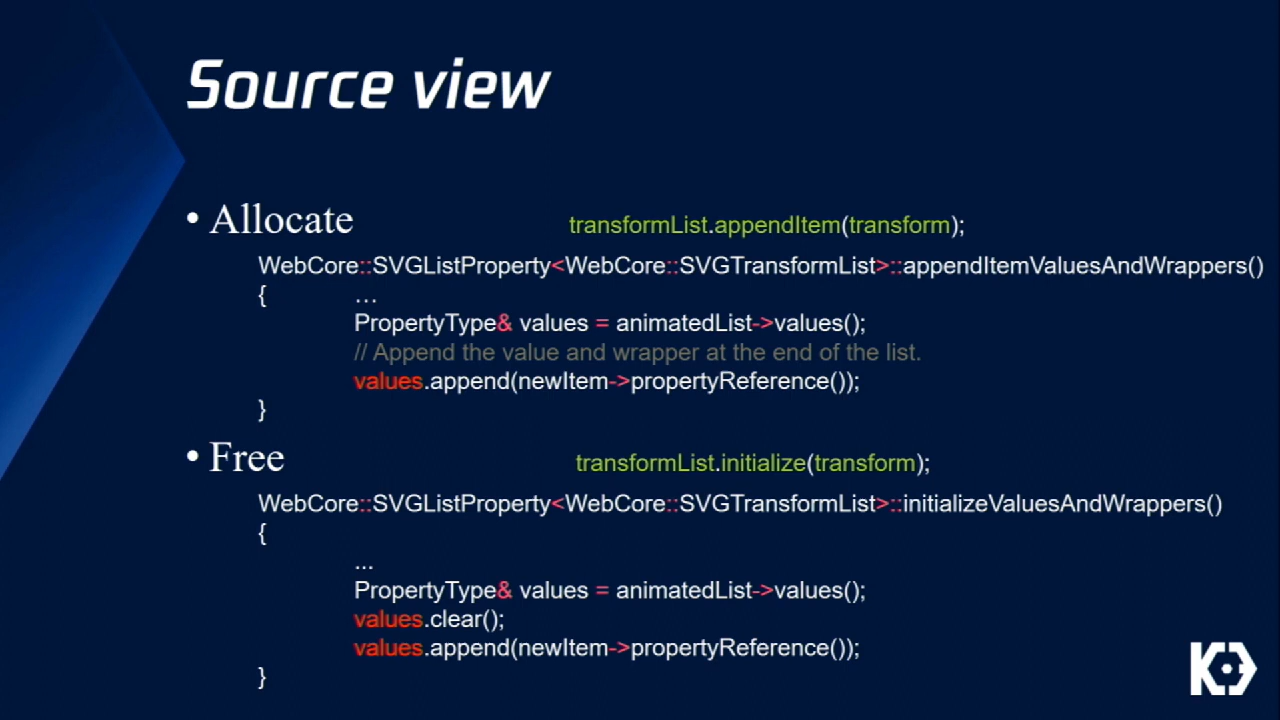 Source view
• Allocate transformList.appendItem(transform);
WebCore::SVGListProperty<WebCore::SVGTransformList>::appendItemValuesAndWrappers()
{ …
PropertyType& values = animatedList->values();
// Append the value and wrapper at the end of the list.
values.append(newItem->propertyReference());
}
• Free transformList.initialize(transform);
WebCore::SVGListProperty<WebCore::SVGTransformList>::initializeValuesAndWrappers()
{
...
PropertyType& values = animatedList->values();
values.clear();
values.append(newItem->propertyReference());
}